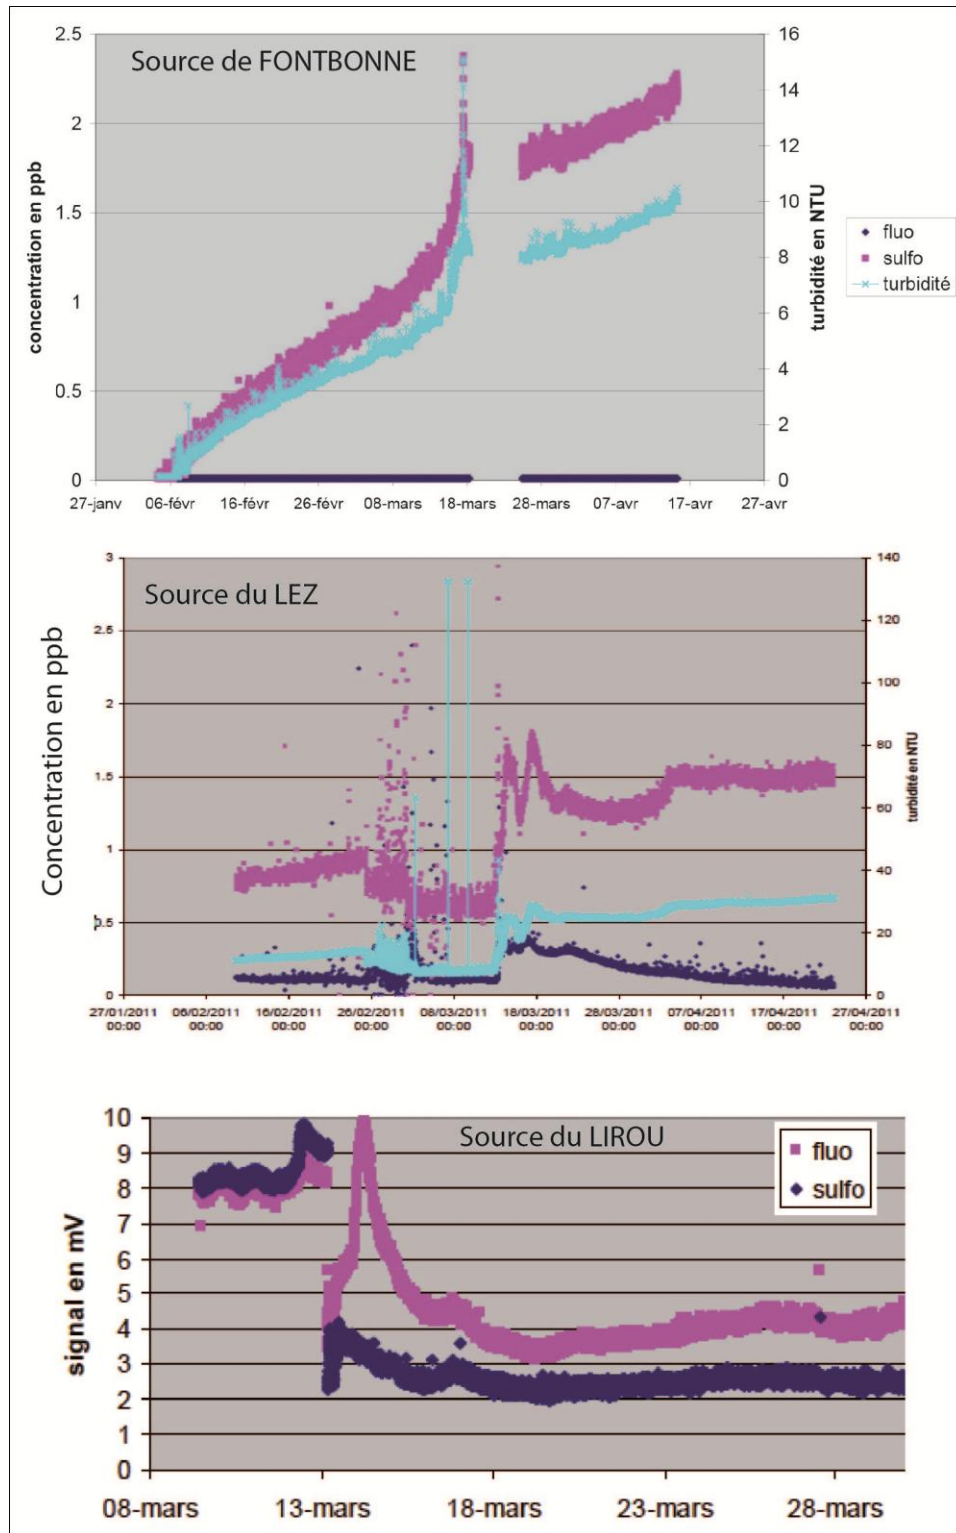 Source de FONTBONNE
2.5
2
1.5
1
0.5
0
concentration en ppb
16
14
12
10
8
6
4
2
0
turbidité en NTU
27-janv 06-févr 16-févr 26-févr 08-mars 18-mars 28-mars 07-avr 17-avr 27-avr
fluo
sulfo
turbidité
Source du LEZ
3
2.5
2
1.5
1
0.5
0
Concentration en ppb
140
120
100
80
60
40
20
0
turbidité en NTU
27/01/2011 06/02/2011 16/02/2011 26/02/2011 08/03/2011 18/03/2011 28/03/2011 07/04/2011 17/04/2011 27/04/2011
00:00 00:00 00:00 00:00 00:00 00:00 00:00 00:00 00:00 00:00
Source du LIROU
10
9
8
7
6
5
4
3
2
1
0
signal en mV
fluo
sulfo
08-mars 13-mars 18-mars 23-mars 28-mars